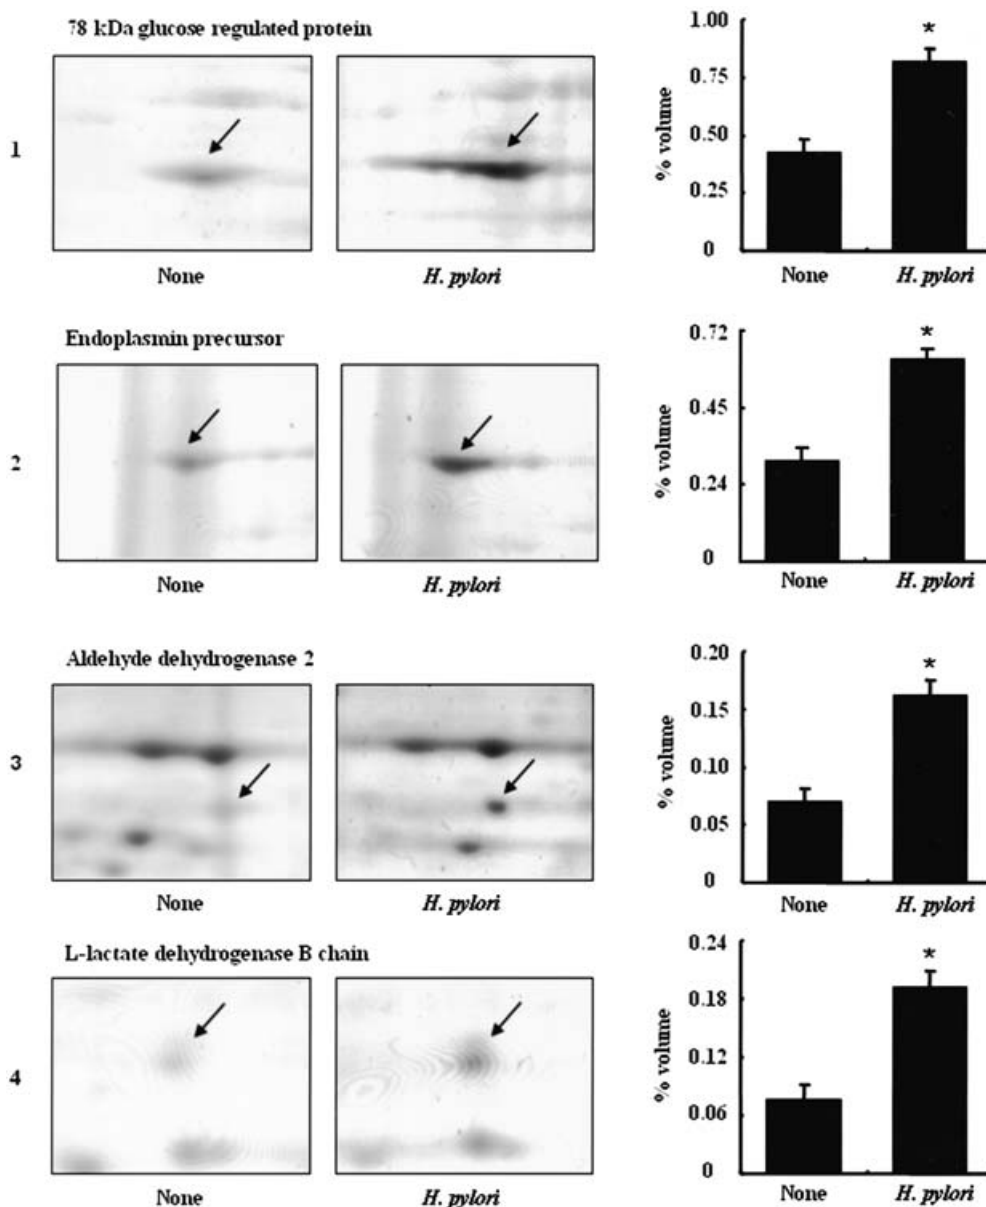 78 kDa glucose regulated protein
1
None
H. pylori
% volume
1.00
0.75
0.50
0.25
0
*
None
H. pylori
Endoplasmin precursor
2
None
H. pylori
% volume
0.72
0.45
0.24
0
*
None
H. pylori
Aldehyde dehydrogenase 2
3
None
H. pylori
% volume
0.20
0.15
0.10
0.05
0
*
None
H. pylori
L-lactate dehydrogenase B chain
4
None
H. pylori
% volume
0.24
0.18
0.12
0.06
0
*
None
H. pylori